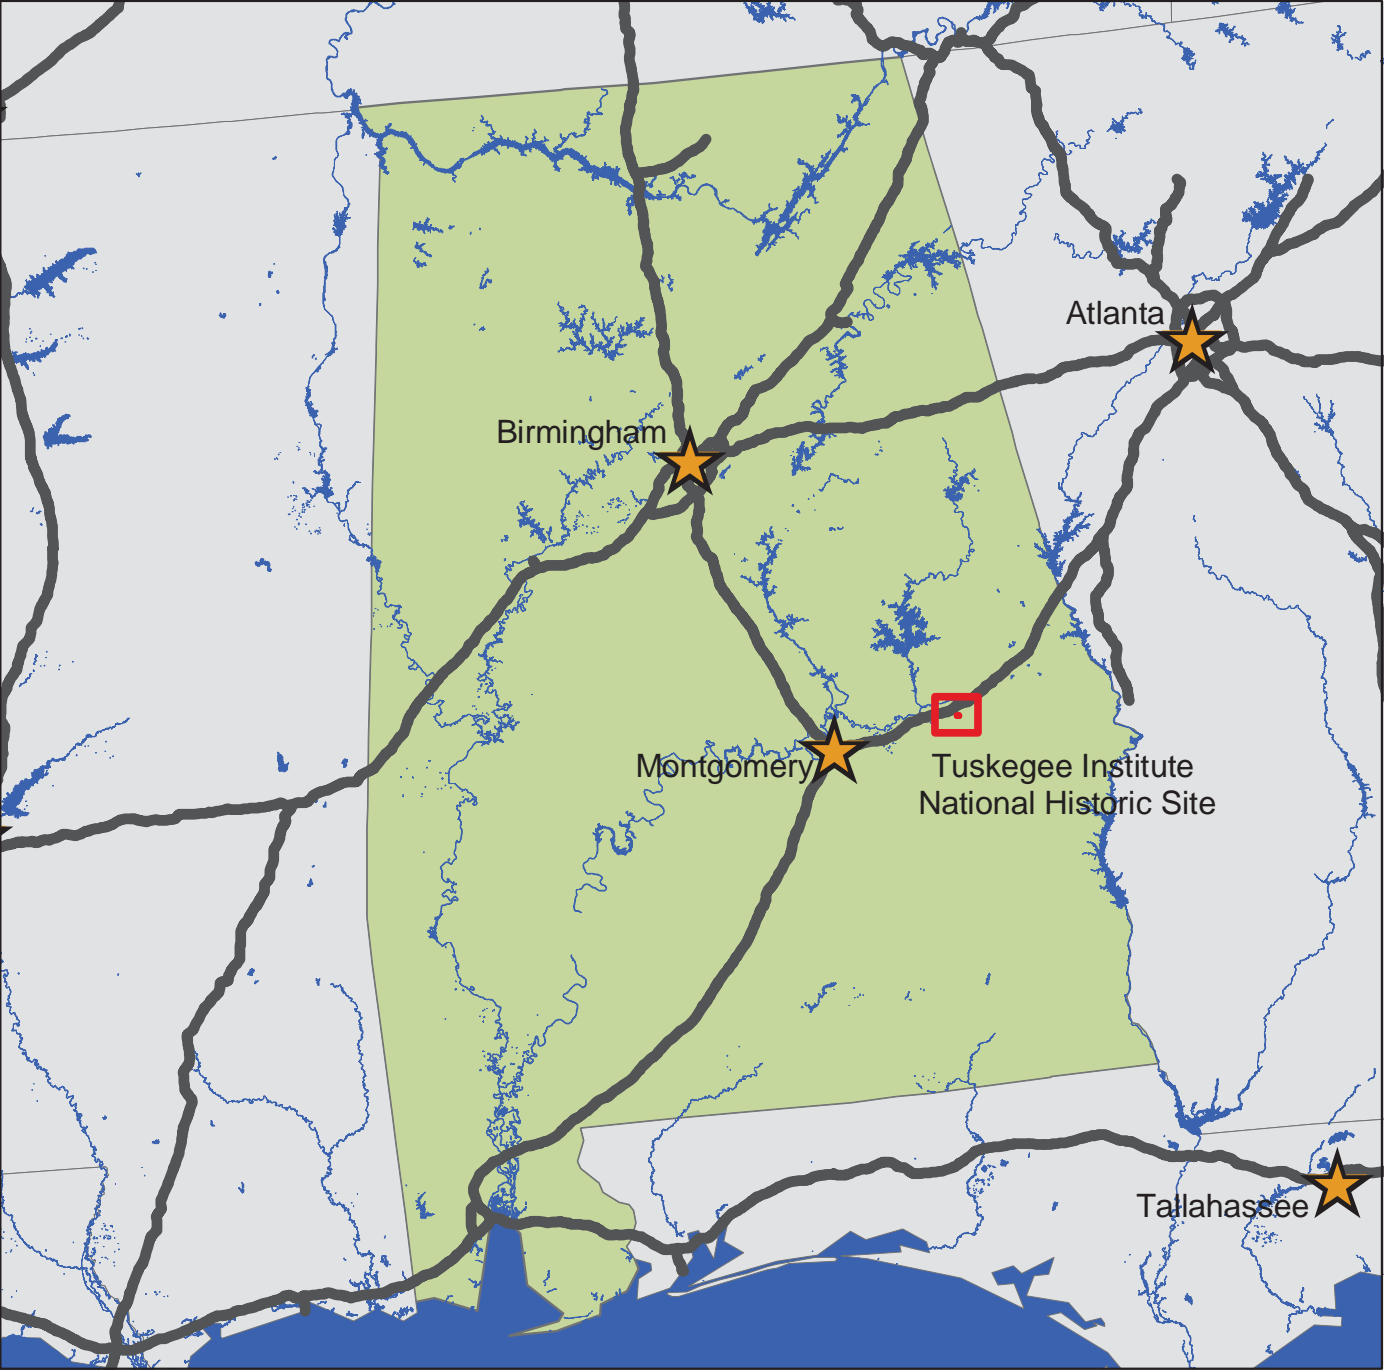 Atlanta
Birmingham
Montgomery
Tuskegee Institute
National Historic Site
Tallahassee